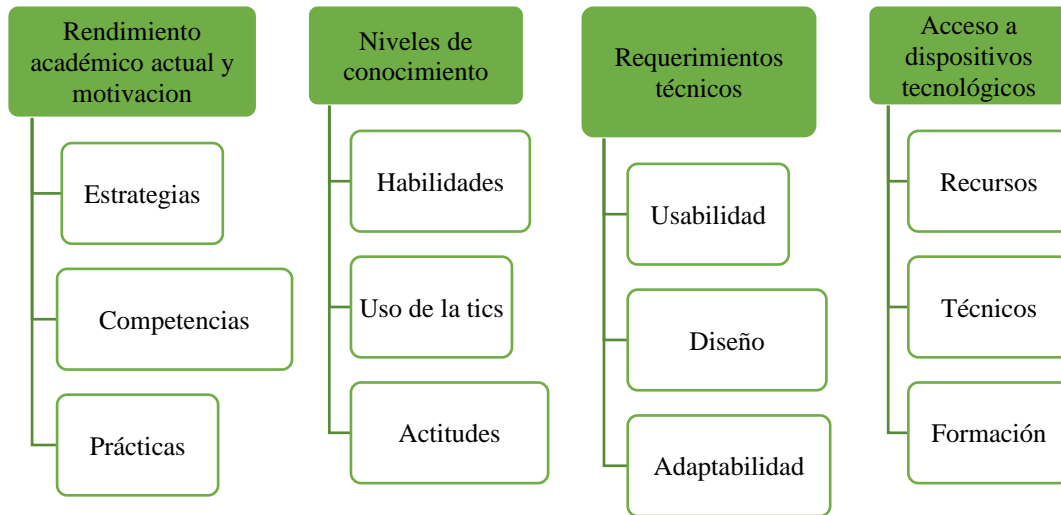 Rendimiento
académico actual y
motivacion
Estrategias
Competencias
Prácticas
Niveles de
conocimiento
Habilidades
Uso de la tics
Actitudes
Requerimientos
técnicos
Usabilidad
Diseño
Adaptabilidad
Acceso a
dispositivos
tecnológicos
Recursos
Técnicos
Formación